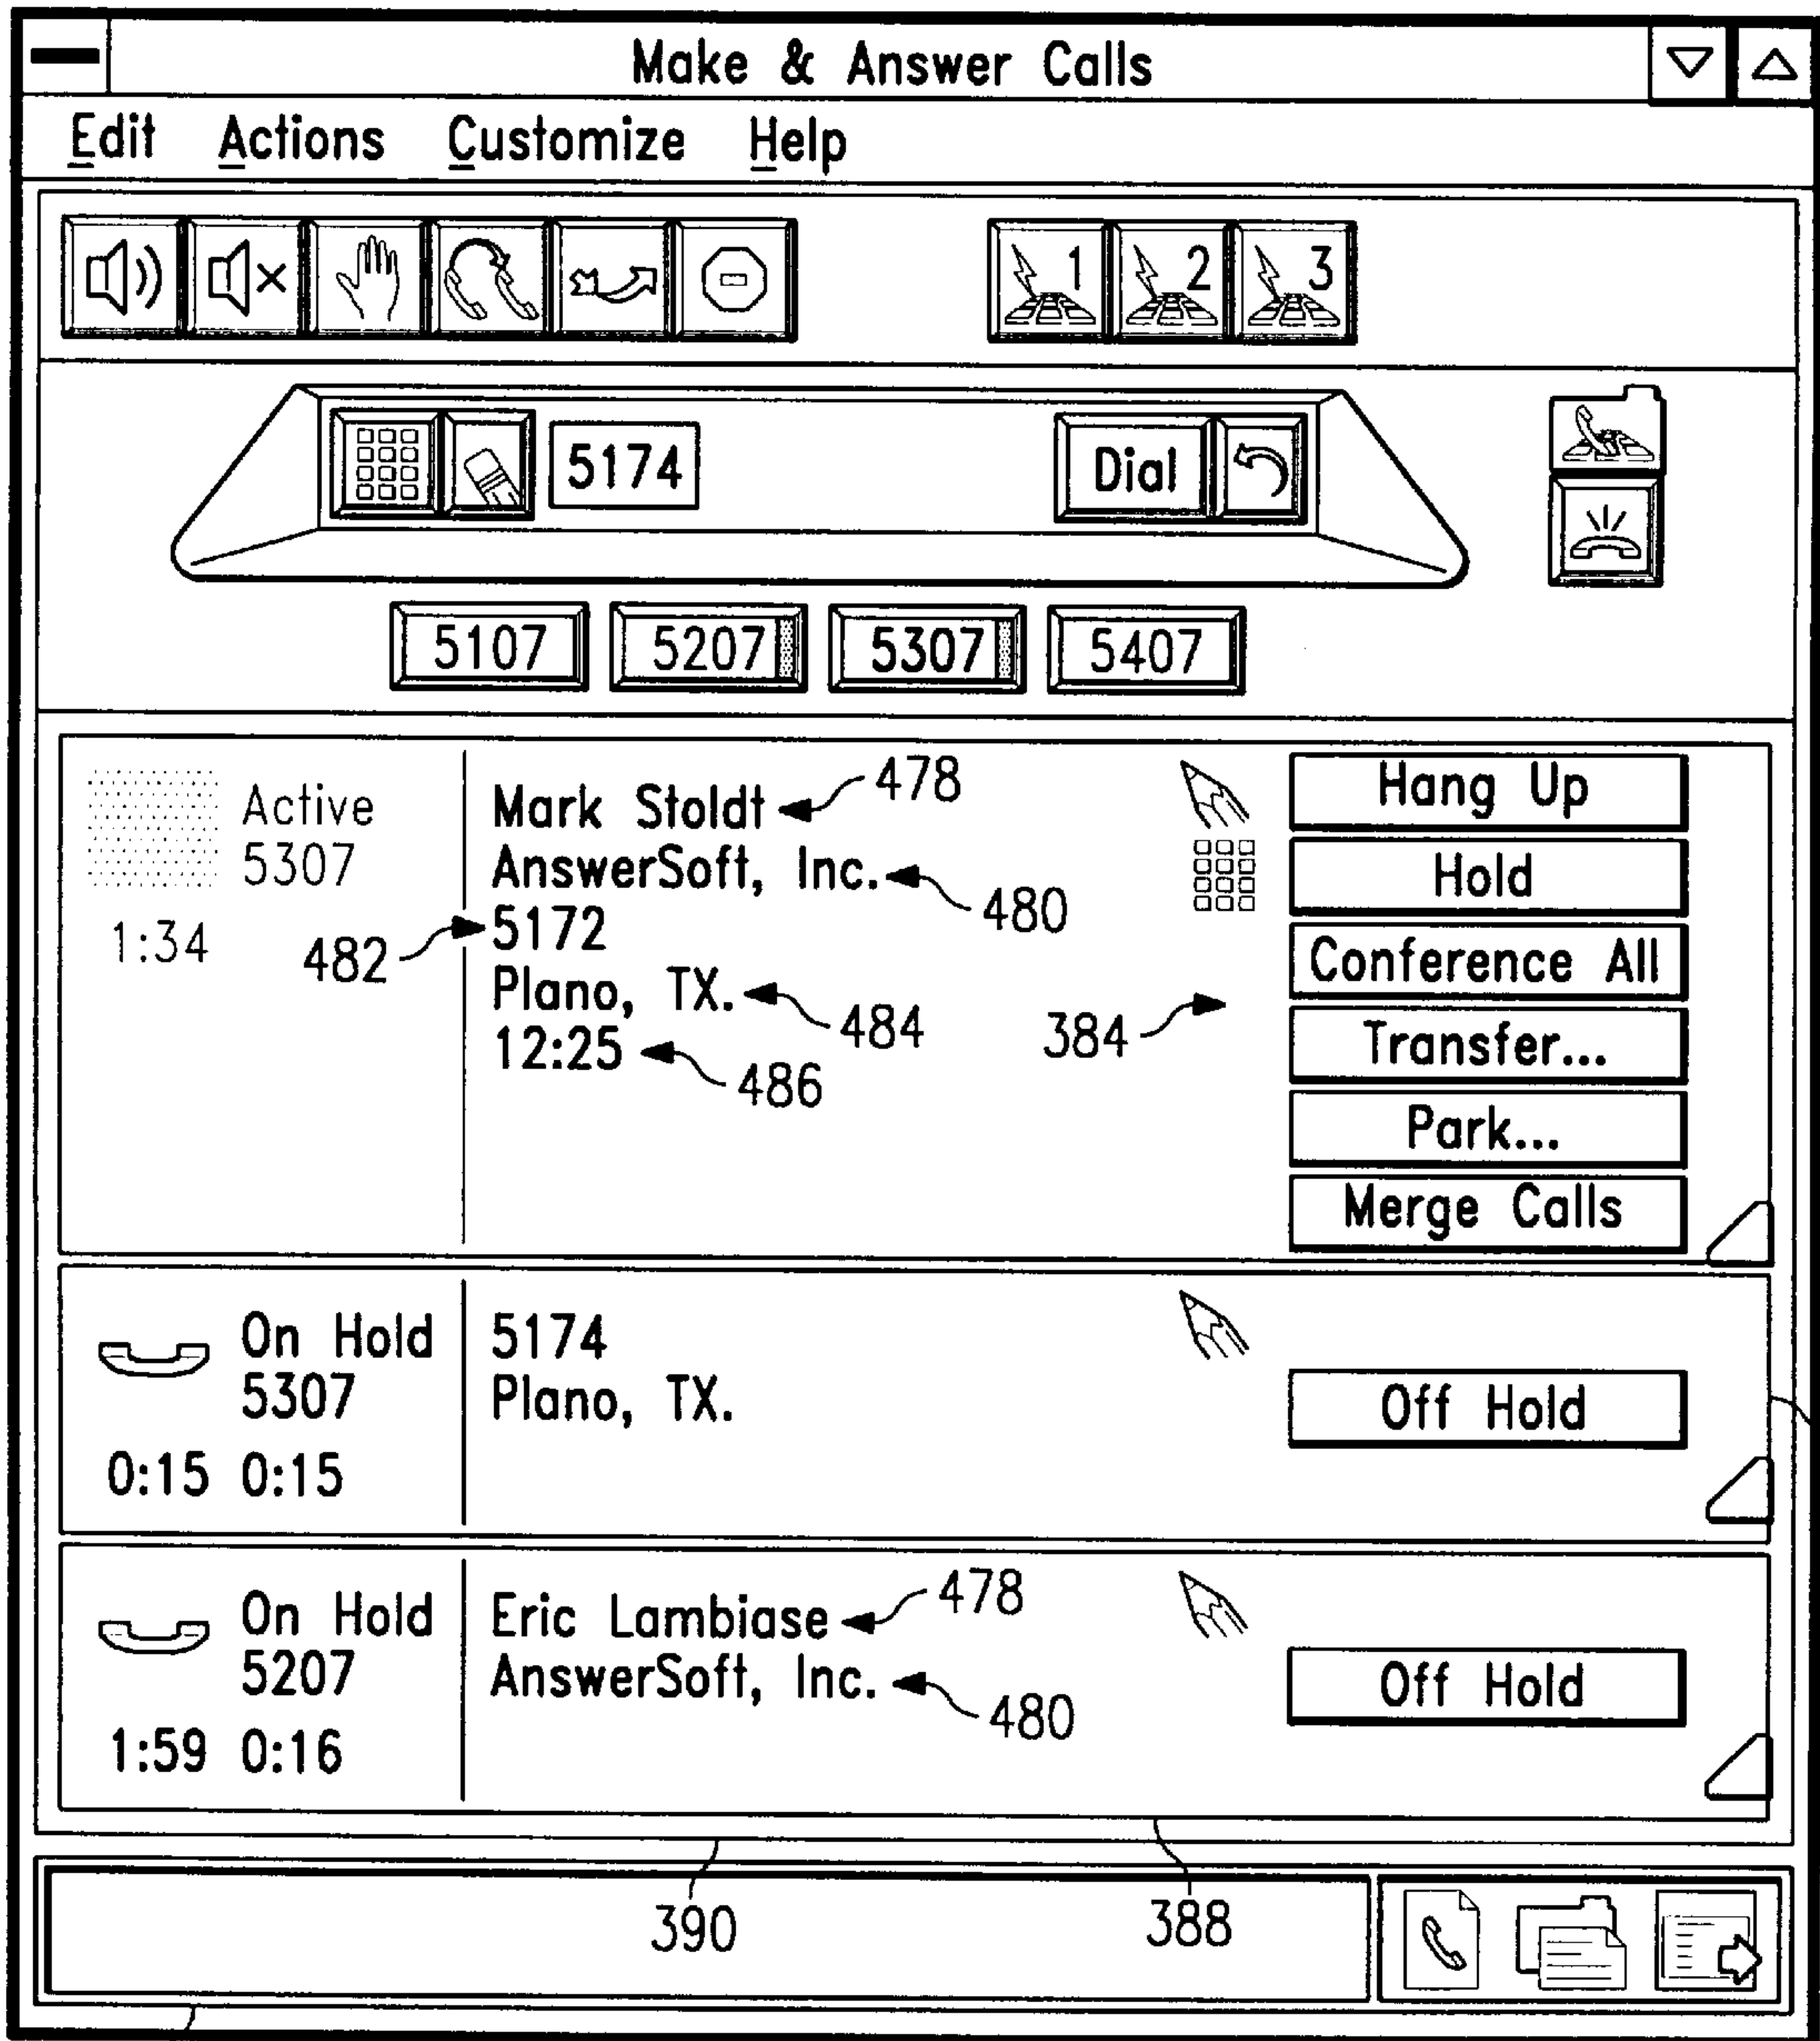 Make & Answer Calls
Edit Actions Customize Help
1 2 3
5174 Dial
5107 5207 5307 5407
Active
5307
1:34
Mark Stoldt 478
AnswerSoft, Inc. 480
482 5172
Plano, TX. 484
12:25 486
384
Hang Up
Hold
Conference All
Transfer...
Park...
Merge Calls
On Hold
5307
0:15 0:15
5174
Plano, TX.
Off Hold
On Hold
5207
1:59 0:16
Eric Lambiase 478
AnswerSoft, Inc. 480
Off Hold
390 388